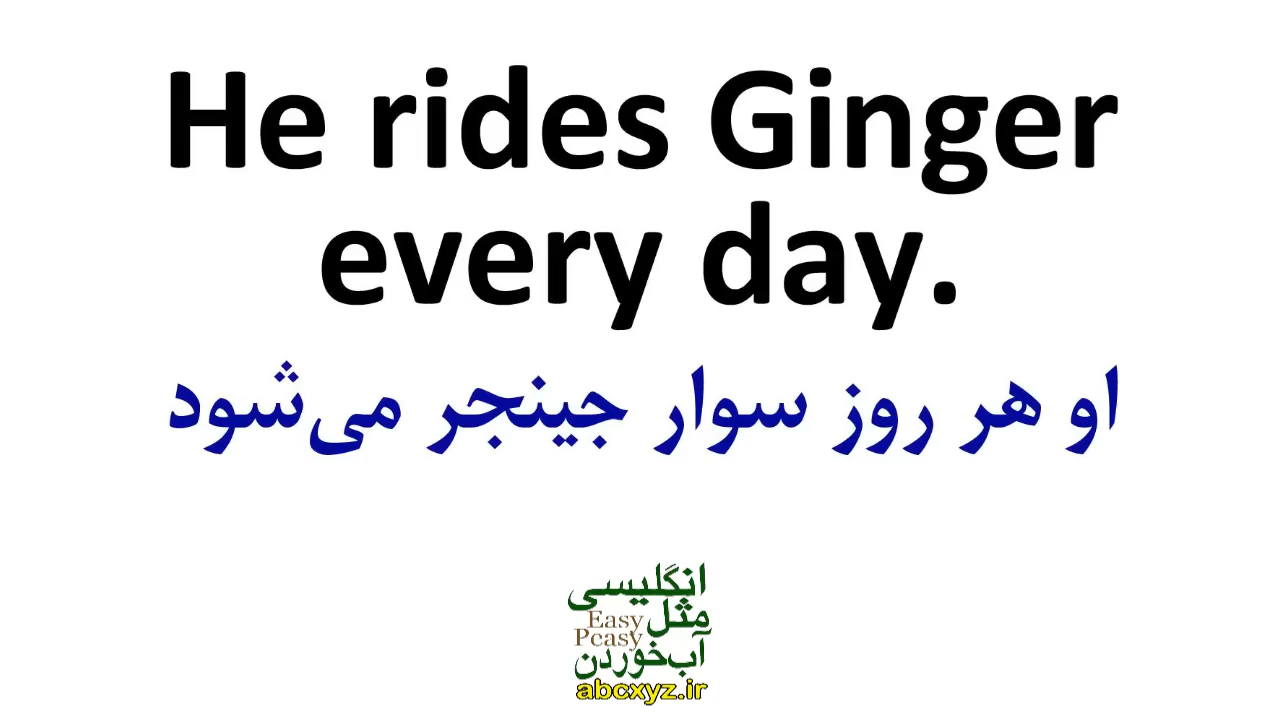 He rides Ginger
every day.
او هر روز سوار جینجر می‌شود
انگلیسی
مثل
Easy
Peasy
آب‌خوردن
abcxyz.ir